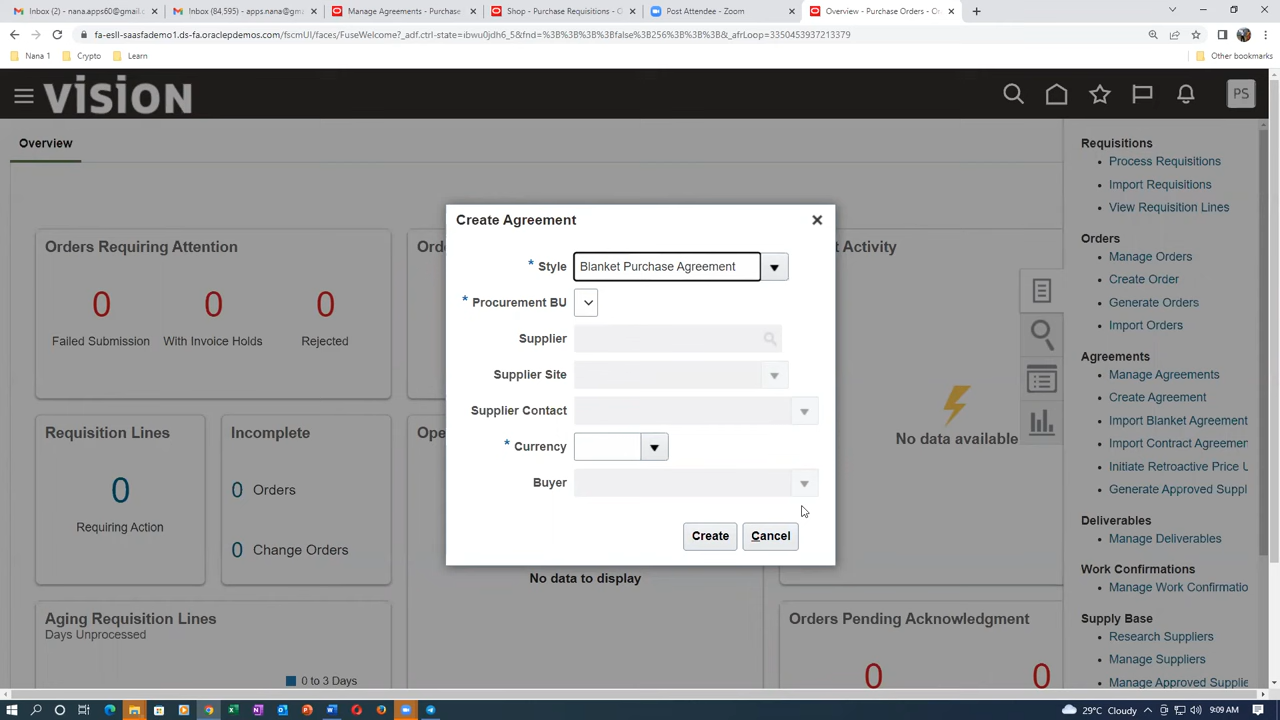 Inbox (2) - nana.apps60@gmail.c
Inbox (84,595) - apps.nana@gm
Manage Agreements - Purchase
Shop - Purchase Requisitions - C
Post Attendee - Zoom
Overview - Purchase Orders - C
fa-esll-saasfademo1.ds-fa.oraclepdemos.com/fscmUI/faces/FuseWelcome?_adf.ctrl-state=ibwu0jdh6_5&fnd=%3B%3B%3B%3Bfalse%3B256%3B%3B%3B&_afrLoop=3350453937213379
Nana 1
Crypto
Learn
Other bookmarks
VISION
PS
Overview
Orders Requiring Attention
0 0 0
Failed Submission With Invoice Holds Rejected
Requisition Lines
0
Requiring Action
Incomplete
0 Orders
0 Change Orders
Aging Requisition Lines
Days Unprocessed
0 to 3 Days
Create Agreement
* Style Blanket Purchase Agreement
* Procurement BU
Supplier
Supplier Site
Supplier Contact
* Currency
Buyer
Create Cancel
No data to display
Activity
No data available
Orders Pending Acknowledgment
0 0
Requisitions
Process Requisitions
Import Requisitions
View Requisition Lines
Orders
Manage Orders
Create Order
Generate Orders
Import Orders
Agreements
Manage Agreements
Create Agreement
Import Blanket Agreement
Import Contract Agreemen
Initiate Retroactive Price U
Generate Approved Suppl
Deliverables
Manage Deliverables
Work Confirmations
Manage Work Confirmatio
Supply Base
Research Suppliers
Manage Suppliers
Manage Approved Supplie
29°C Cloudy
9:09 AM